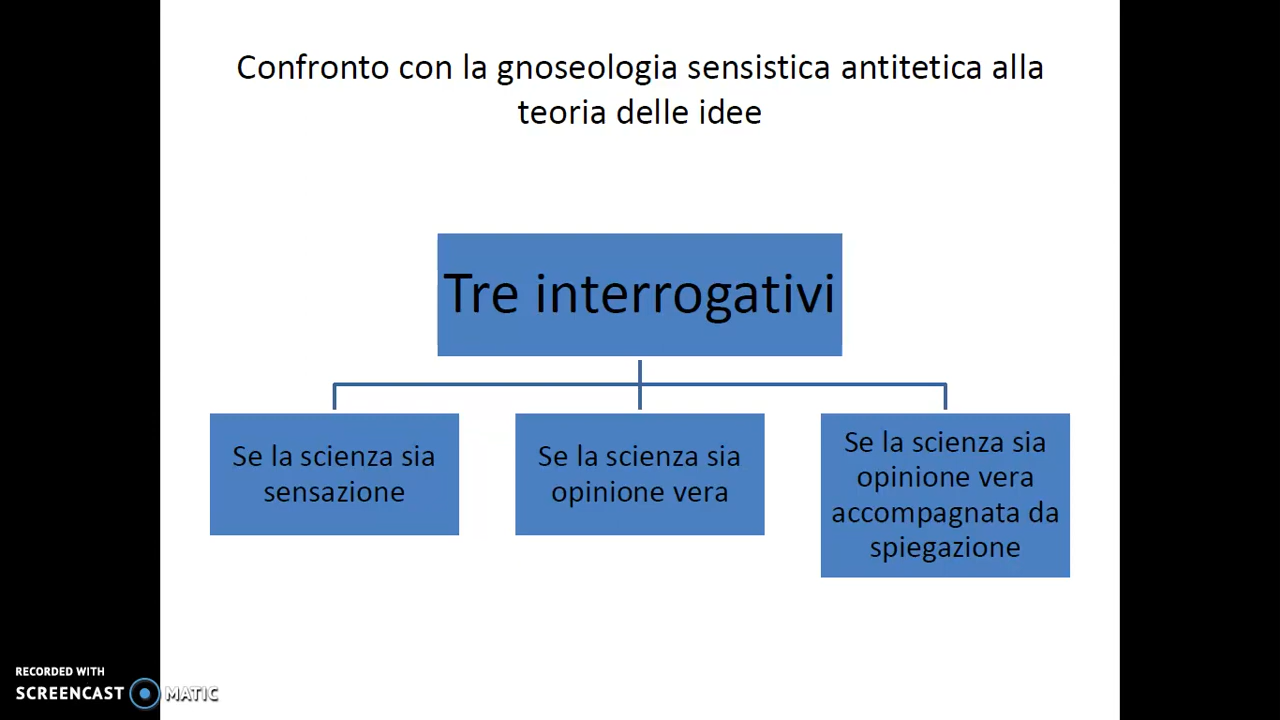 Confronto con la gnoseologia sensistica antitetica alla
teoria delle idee
Tre interrogativi
Se la scienza sia
sensazione
Se la scienza sia
opinione vera
Se la scienza sia
opinione vera
accompagnata da
spiegazione
RECORDED WITH
SCREENCAST MATIC